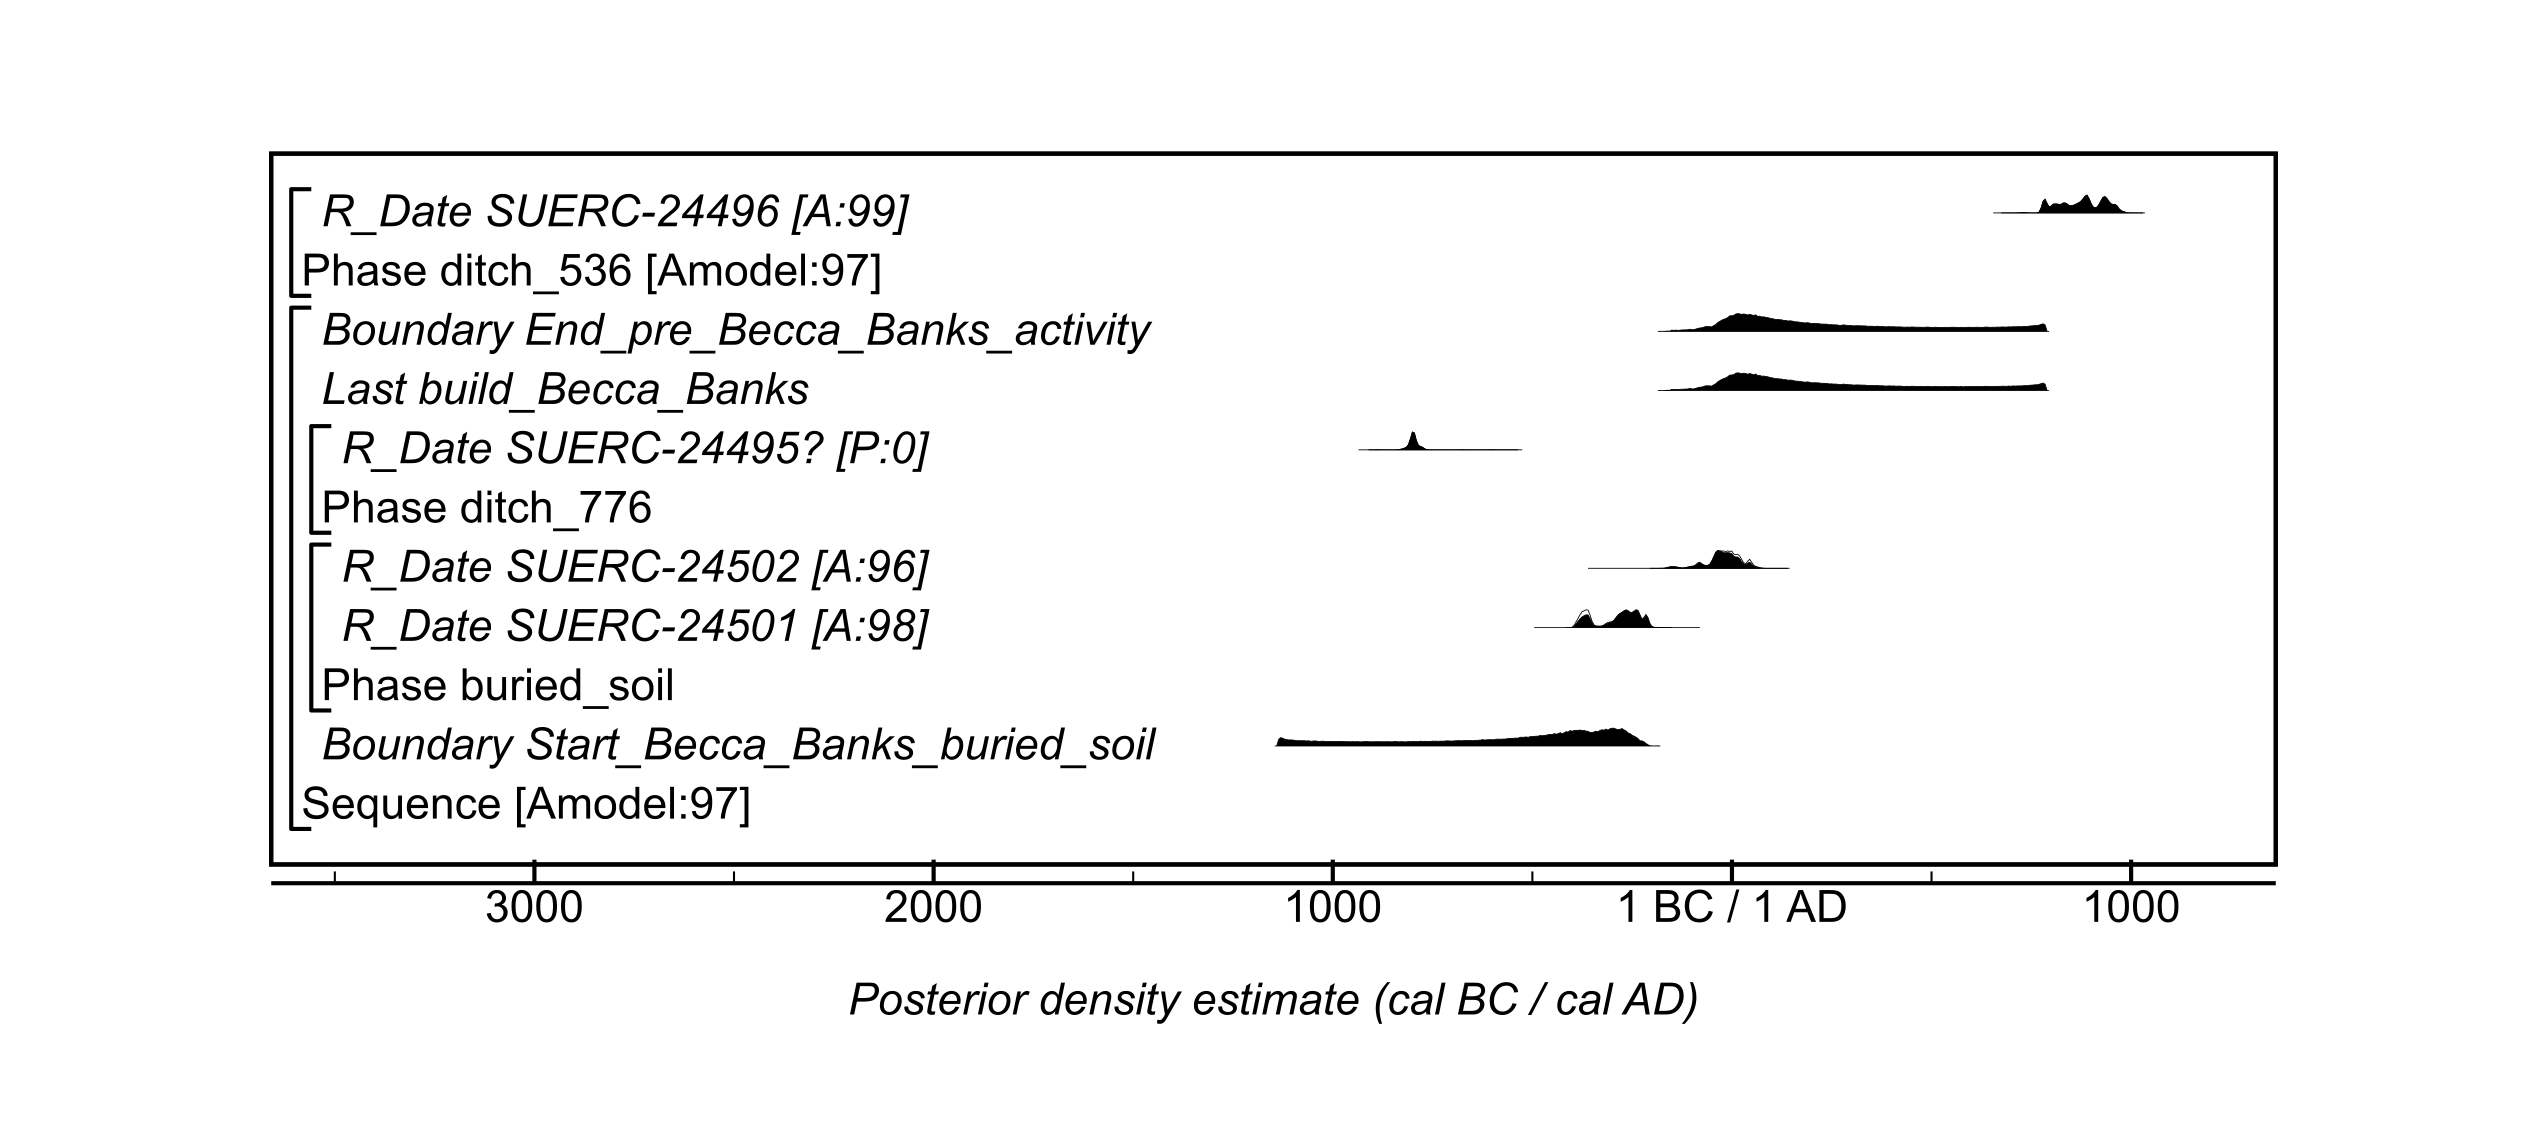 R_Date SUERC-24496 [A:99]
Phase ditch_536 [Amodel:97]
Boundary End_pre_Becca_Banks_activity
Last build_Becca_Banks
R_Date SUERC-24495? [P:0]
Phase ditch_776
R_Date SUERC-24502 [A:96]
R_Date SUERC-24501 [A:98]
Phase buried_soil
Boundary Start_Becca_Banks_buried_soil
Sequence [Amodel:97]
3000 2000 1000 1 BC / 1 AD 1000
Posterior density estimate (cal BC / cal AD)